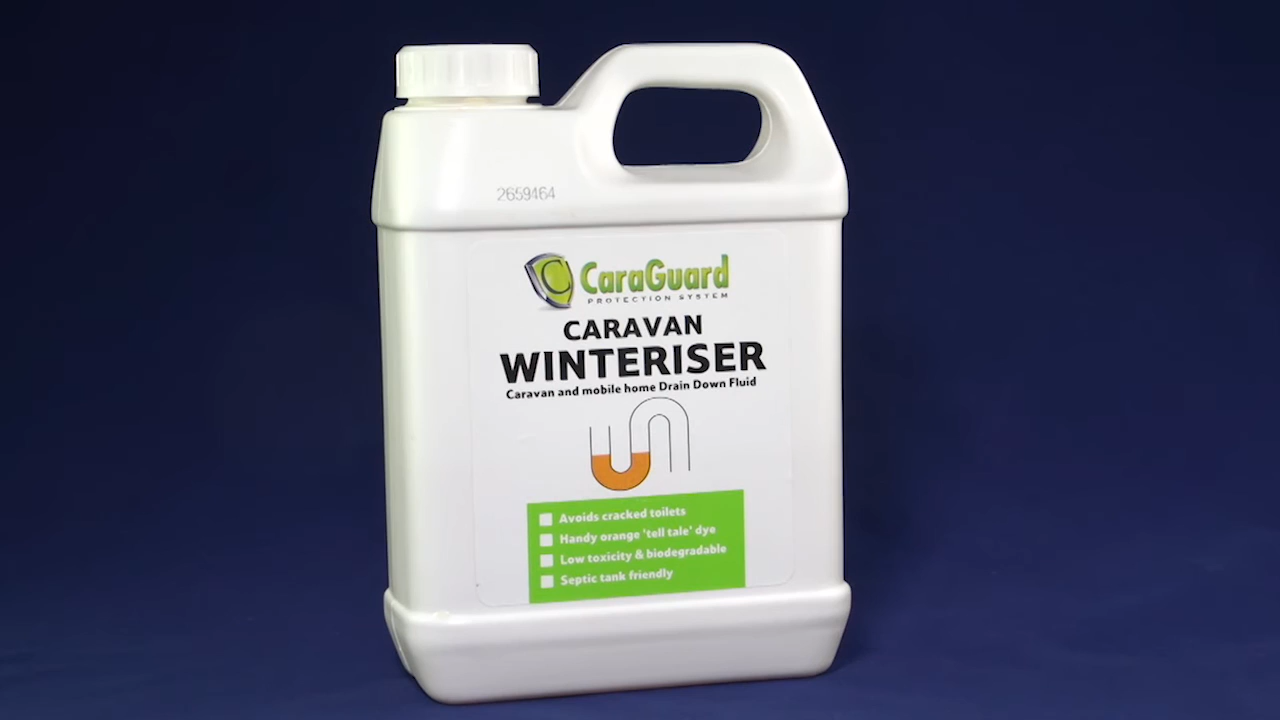 2659464
C CaraGuard
PROTECTION SYSTEM
CARAVAN
WINTERISER
Caravan and mobile home Drain Down Fluid
Avoids cracked toilets
Handy orange 'tell tale' dye
Low toxicity & biodegradable
Septic tank friendly